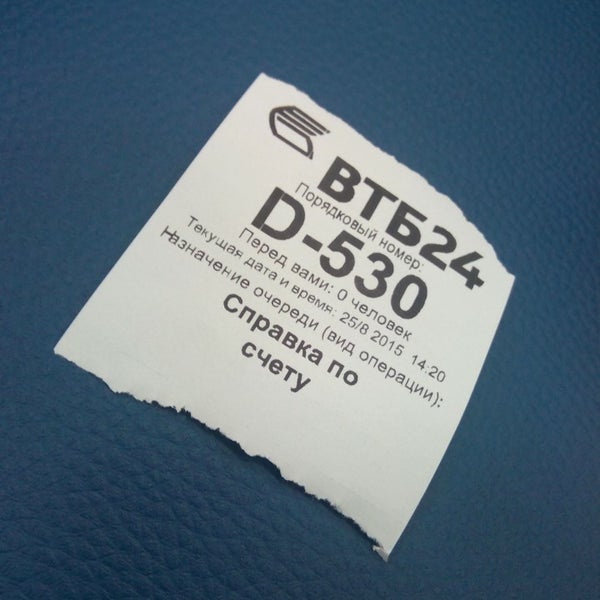 ВТБ24
Порядковый номер:
D-530
Перед вами: 0 человек
Текущая дата и время: 25/8 2015 14:20
Назначение очереди (вид операции):
Справка по
счету